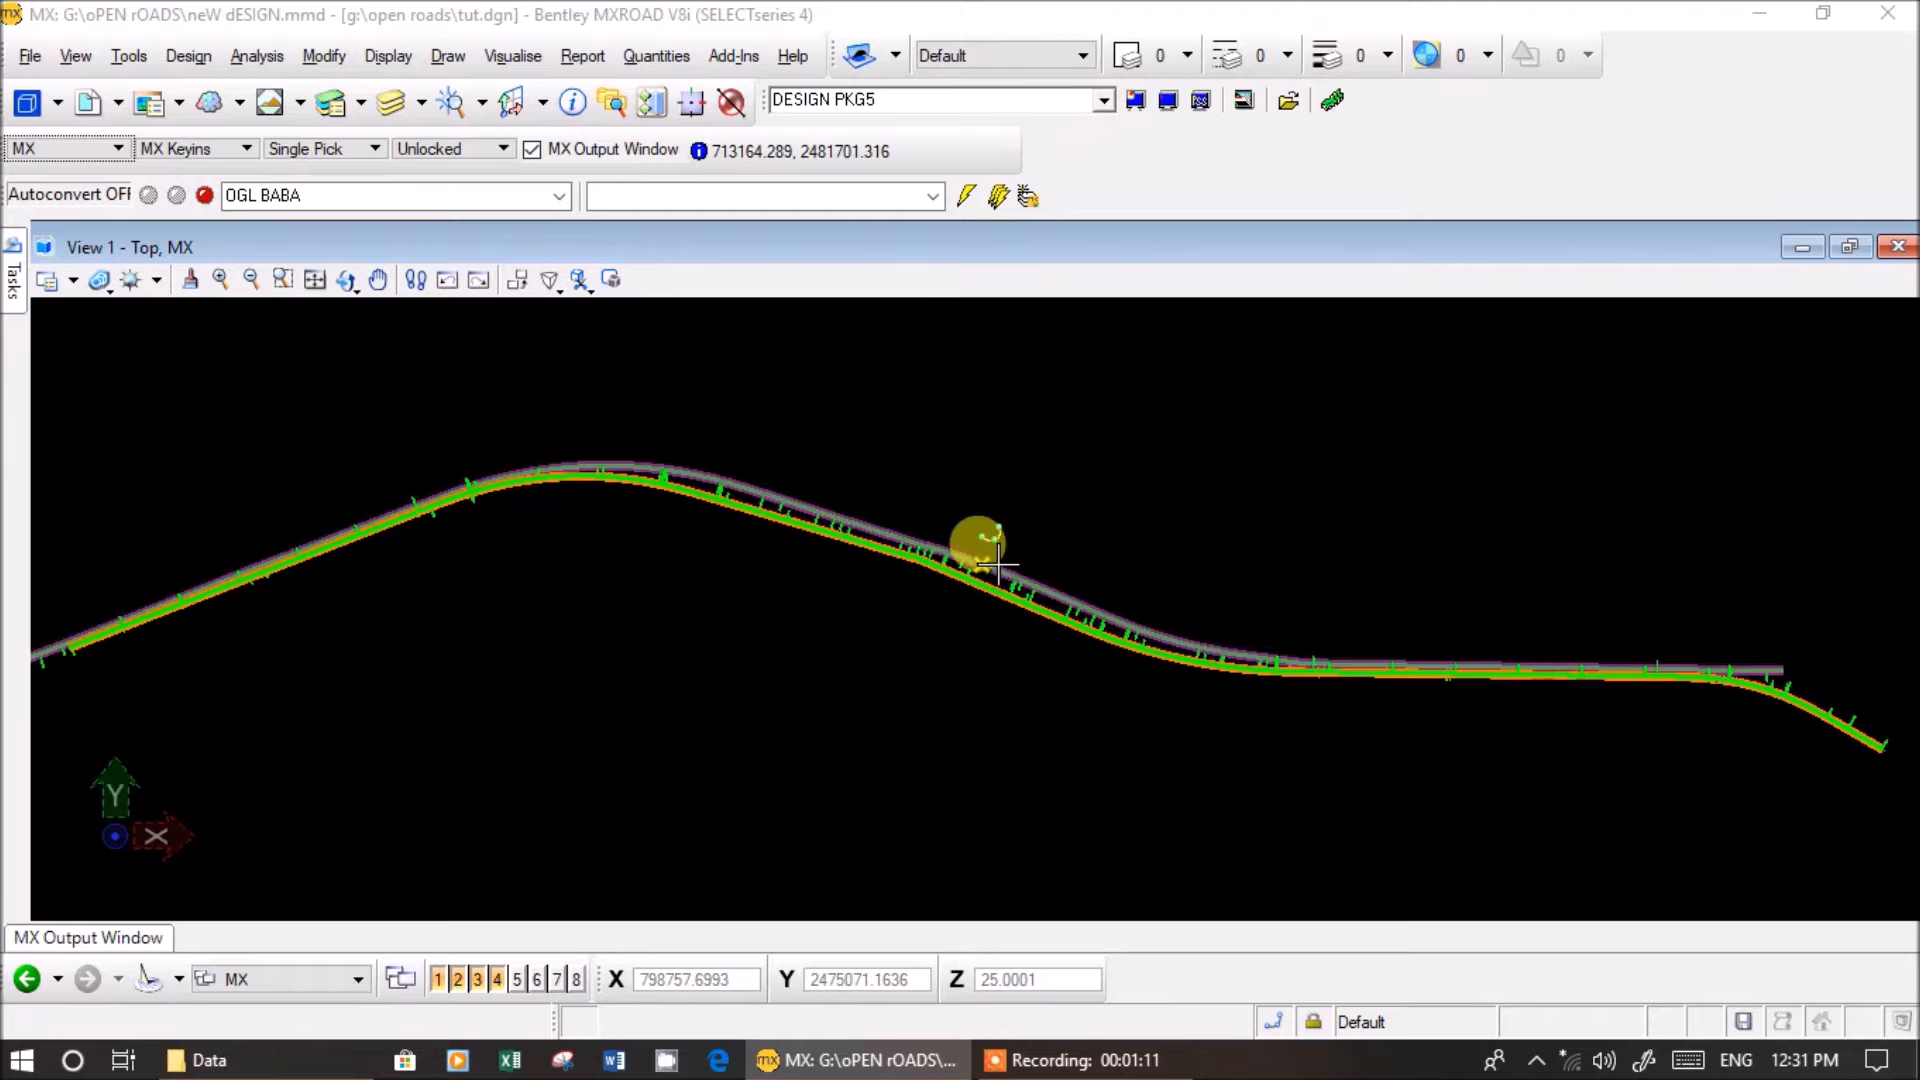 MX: G:\oPEN rOADS\neW dESIGN.mmd - [g:\open roads\tut.dgn] - Bentley MXROAD V8i (SELECTseries 4)
File View Tools Design Analysis Modify Display Draw Visualise Report Quantities Add-Ins Help Default 0 0 0 0 0
DESIGN PKG5
MX MX Keyins Single Pick Unlocked MX Output Window 713164.289, 2481701.316
Autoconvert OFF OGL BABA
View 1 - Top, MX
Tasks
Y
X
MX Output Window
MX 1 2 3 4 5 6 7 8 X 798757.6993 Y 2475071.1636 Z 25.0001
Default
Data MX: G:\oPEN rOADS\... Recording: 00:01:11 ENG 12:31 PM